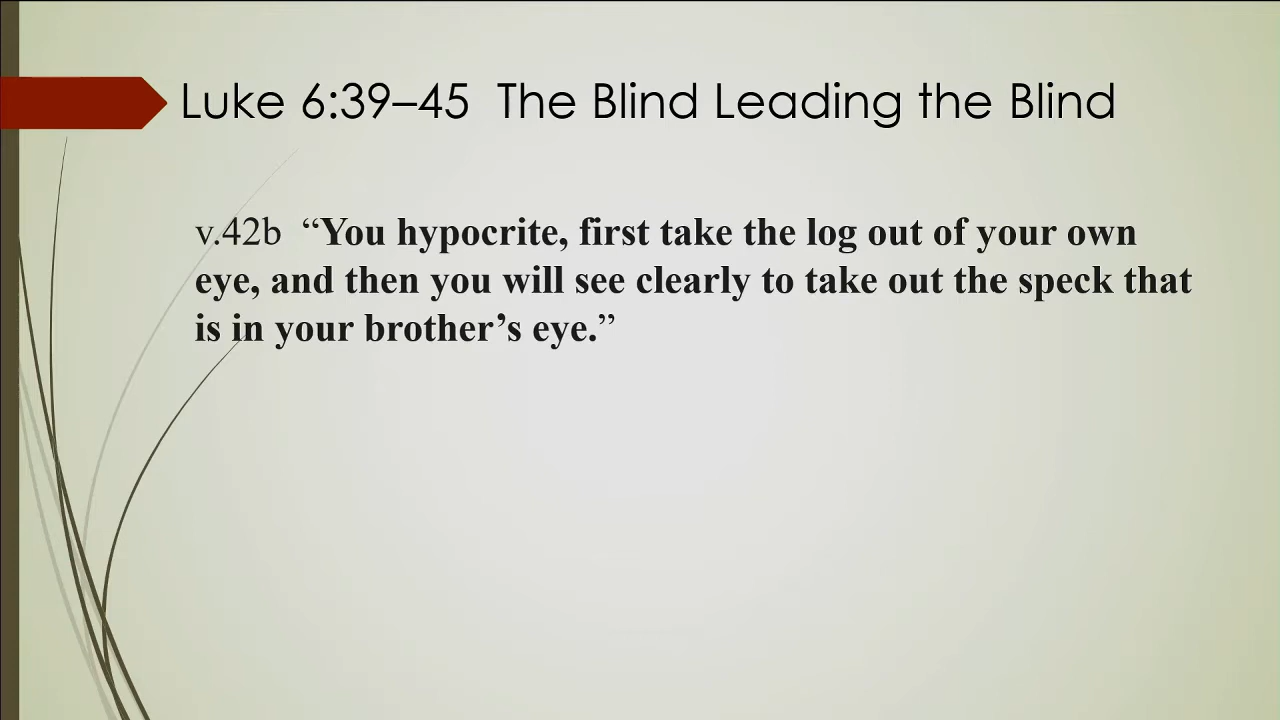 Luke 6:39–45  The Blind Leading the Blind
v.42b  “You hypocrite, first take the log out of your own
eye, and then you will see clearly to take out the speck that
is in your brother’s eye.”